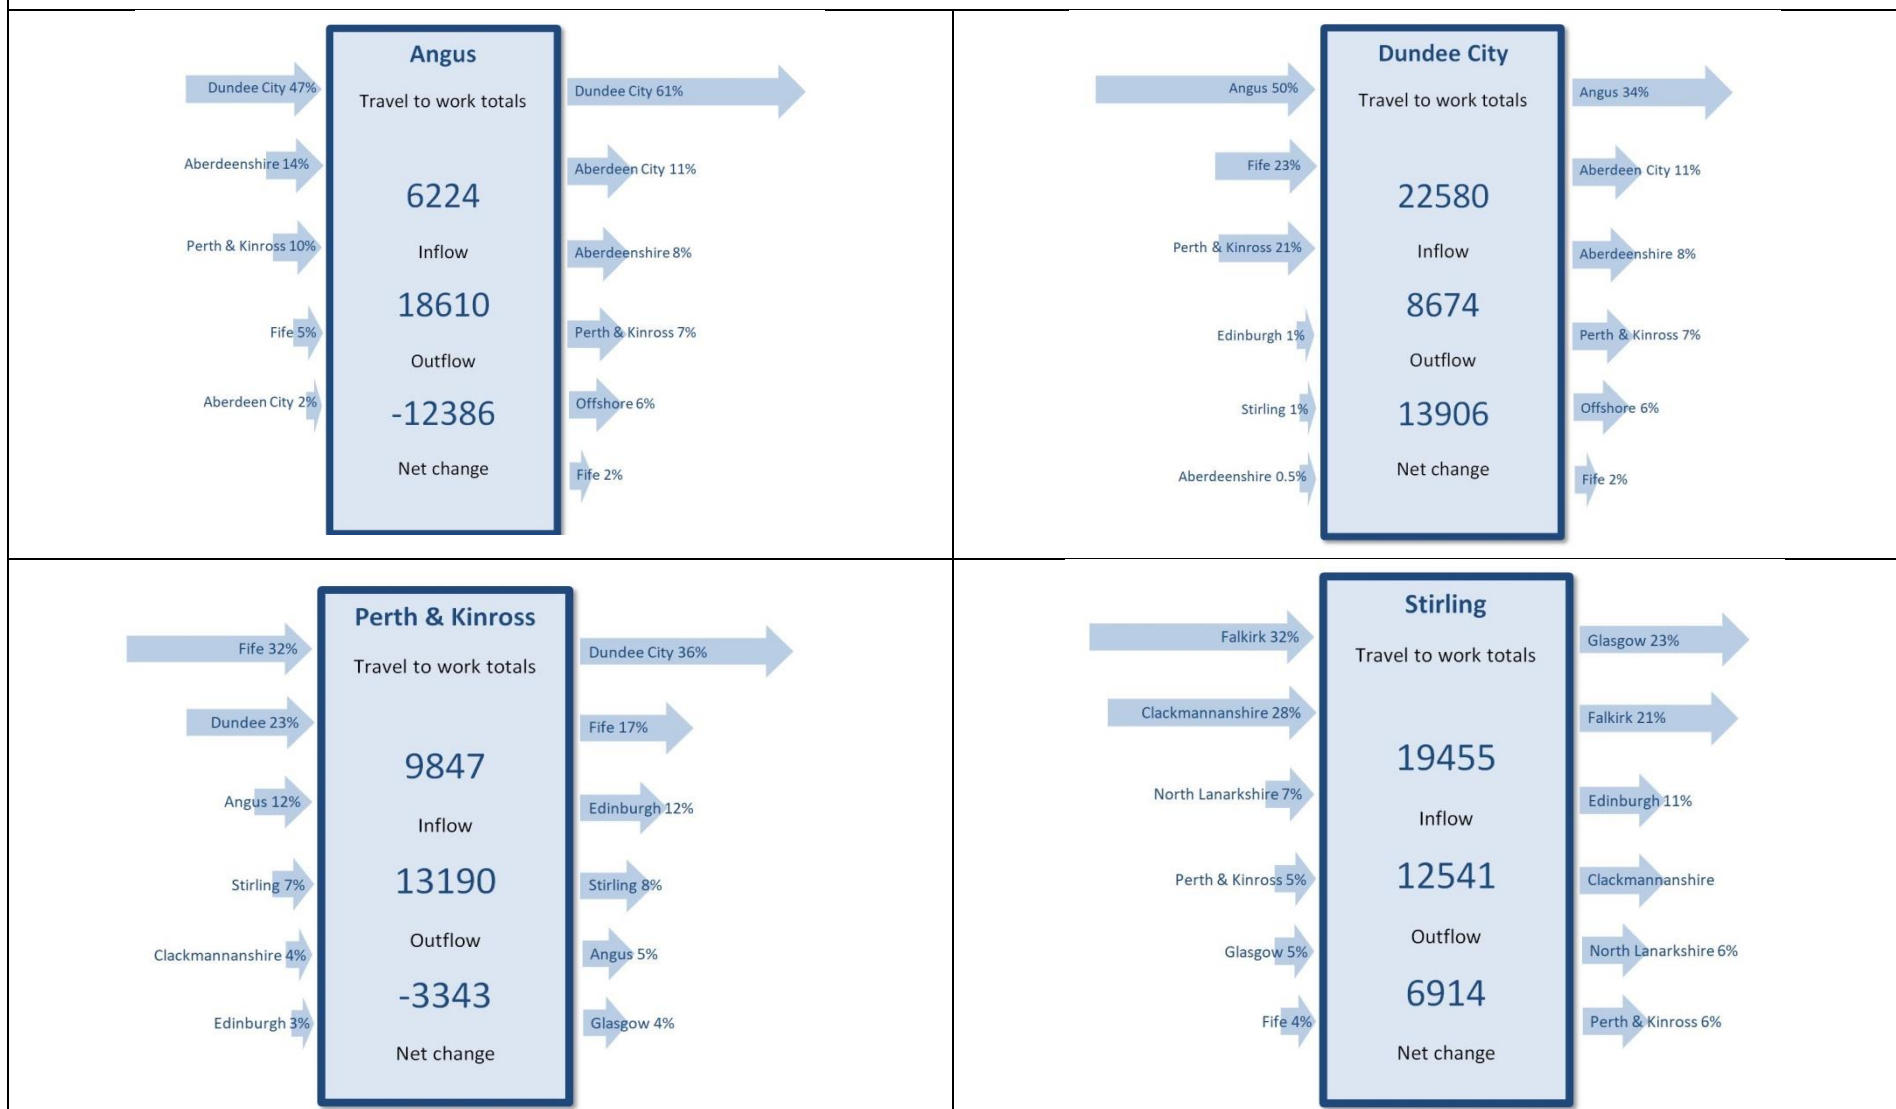 Angus
Travel to work totals
6224
Inflow
18610
Outflow
-12386
Net change
Dundee City 47%
Aberdeenshire 14%
Perth & Kinross 10%
Fife 5%
Aberdeen City 2%
Dundee City 61%
Aberdeen City 11%
Aberdeenshire 8%
Perth & Kinross 7%
Offshore 6%
Fife 2%
Dundee City
Travel to work totals
22580
Inflow
8674
Outflow
13906
Net change
Angus 50%
Fife 23%
Perth & Kinross 21%
Edinburgh 1%
Stirling 1%
Aberdeenshire 0.5%
Angus 34%
Aberdeen City 11%
Aberdeenshire 8%
Perth & Kinross 7%
Offshore 6%
Fife 2%
Perth & Kinross
Travel to work totals
9847
Inflow
13190
Outflow
-3343
Net change
Fife 32%
Dundee 23%
Angus 12%
Stirling 7%
Clackmannanshire 4%
Edinburgh 3%
Dundee City 36%
Fife 17%
Edinburgh 12%
Stirling 8%
Angus 5%
Glasgow 4%
Stirling
Travel to work totals
19455
Inflow
12541
Outflow
6914
Net change
Falkirk 32%
Clackmannanshire 28%
North Lanarkshire 7%
Perth & Kinross 5%
Glasgow 5%
Fife 4%
Glasgow 23%
Falkirk 21%
Edinburgh 11%
Clackmannanshire
North Lanarkshire 6%
Perth & Kinross 6%